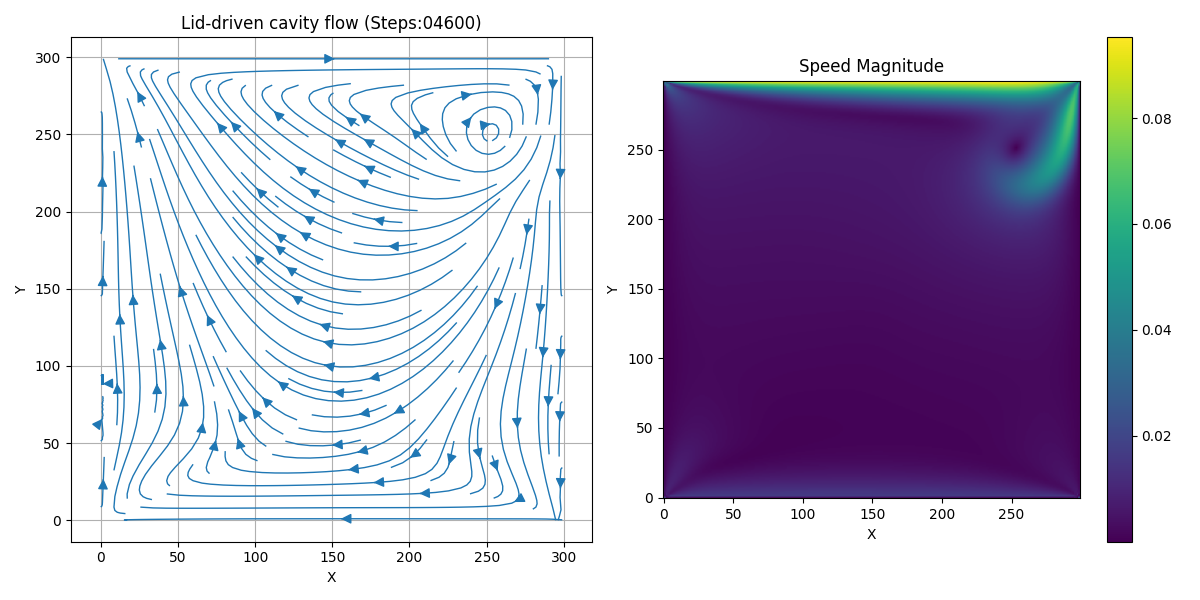 Lid-driven cavity flow (Steps:04600)
300
250
200
150
100
50
0
0 50 100 150 200 250 300
X
Y
Speed Magnitude
250
200
150
100
50
0
0 50 100 150 200 250
X
Y
0.08
0.06
0.04
0.02